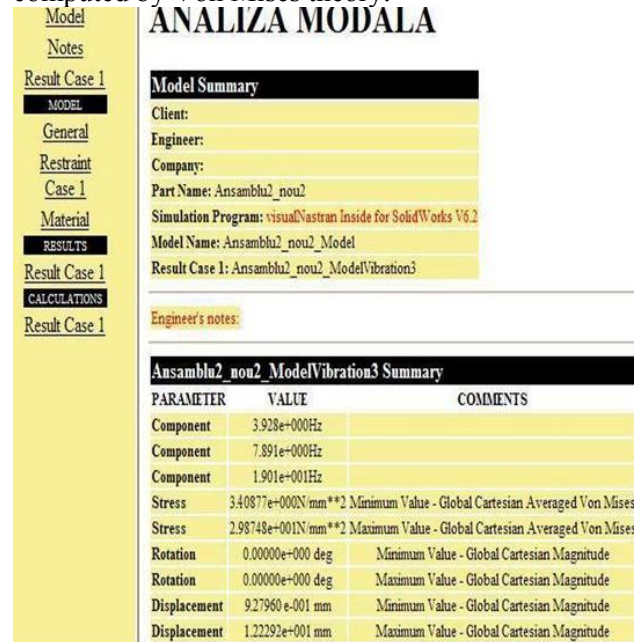 computed by Von Mises theory.
Model
Notes
Result Case 1
MODEL
General
Restraint
Case 1
Material
RESULTS
Result Case 1
CALCULATIONS
Result Case 1
ANALIZA MODALA
Model Summary
Client:
Engineer:
Company:
Part Name: Ansamblu2_nou2
Simulation Program: visualNastran Inside for SolidWorks V6.2
Model Name: Ansamblu2_nou2_Model
Result Case 1: Ansamblu2_nou2_ModelVibration3
Engineer's notes:
Ansamblu2_nou2_ModelVibration3 Summary
PARAMETER VALUE COMMENTS
Component 3.928e+000Hz
Component 7.891e+000Hz
Component 1.901e+001Hz
Stress 3.40877e+000N/mm**2 Minimum Value - Global Cartesian Averaged Von Mises
Stress 2.98748e+001N/mm**2 Maximum Value - Global Cartesian Averaged Von Mises
Rotation 0.00000e+000 deg Minimum Value - Global Cartesian Magnitude
Rotation 0.00000e+000 deg Maximum Value - Global Cartesian Magnitude
Displacement 9.27960 e-001 mm Minimum Value - Global Cartesian Magnitude
Displacement 1.22292e+001 mm Maximum Value - Global Cartesian Magnitude